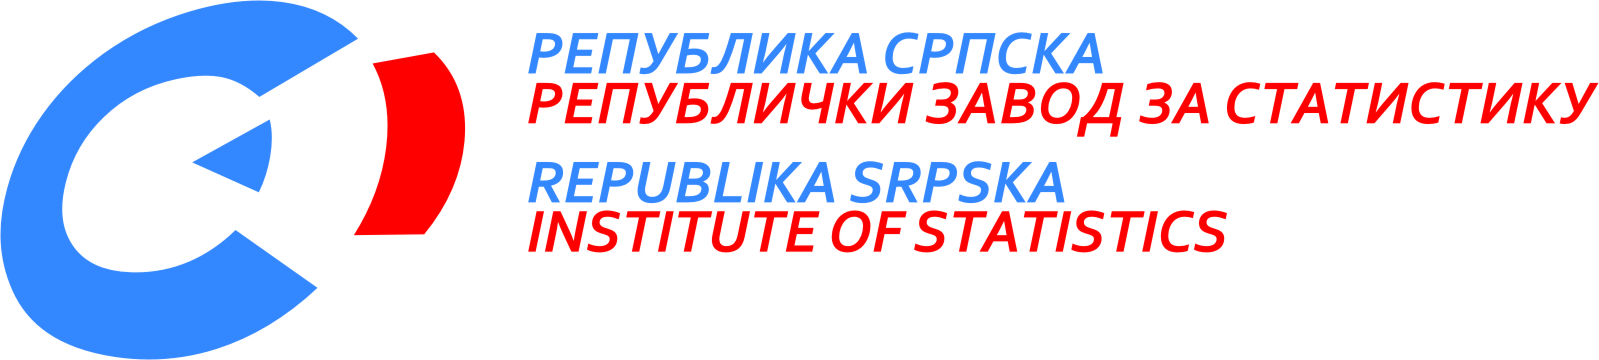 РЕПУБЛИКА СРПСКА
РЕПУБЛИЧКИ ЗАВОД ЗА СТАТИСТИКУ
REPUBLIKA SRPSKA
INSTITUTE OF STATISTICS